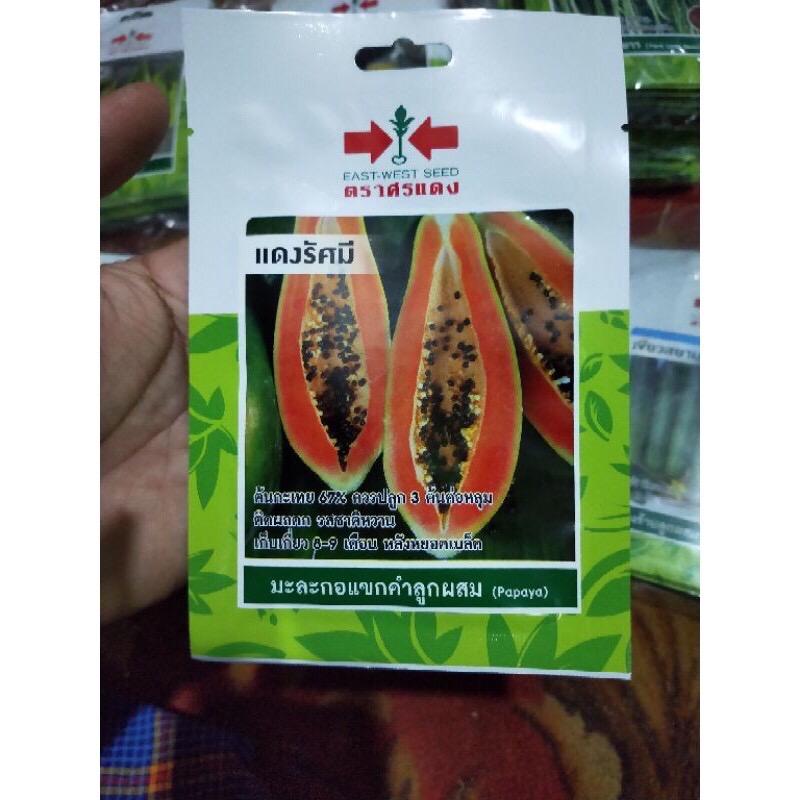 EAST-WEST SEED
ตราศรแดง
แดงรัศมี
ต้นกะเทย 67% ควรปลูก 3 ต้นต่อหลุม
ติดผลดก รสชาติหวาน
เก็บเกี่ยว 8-9 เดือน หลังหยอดเมล็ด
มะละกอแขกดำลูกผสม (Papaya)